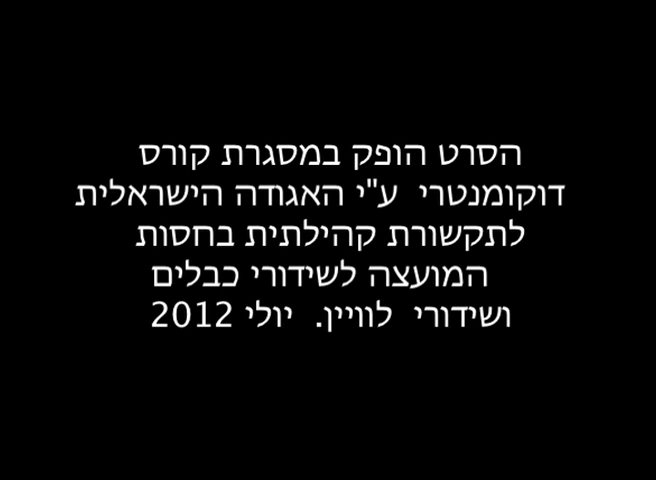 הסרט הופק במסגרת קורס
דוקומנטרי ע"י האגודה הישראלית
לתקשורת קהילתית בחסות
המועצה לשידורי כבלים
ושידורי לוויין. יולי 2012